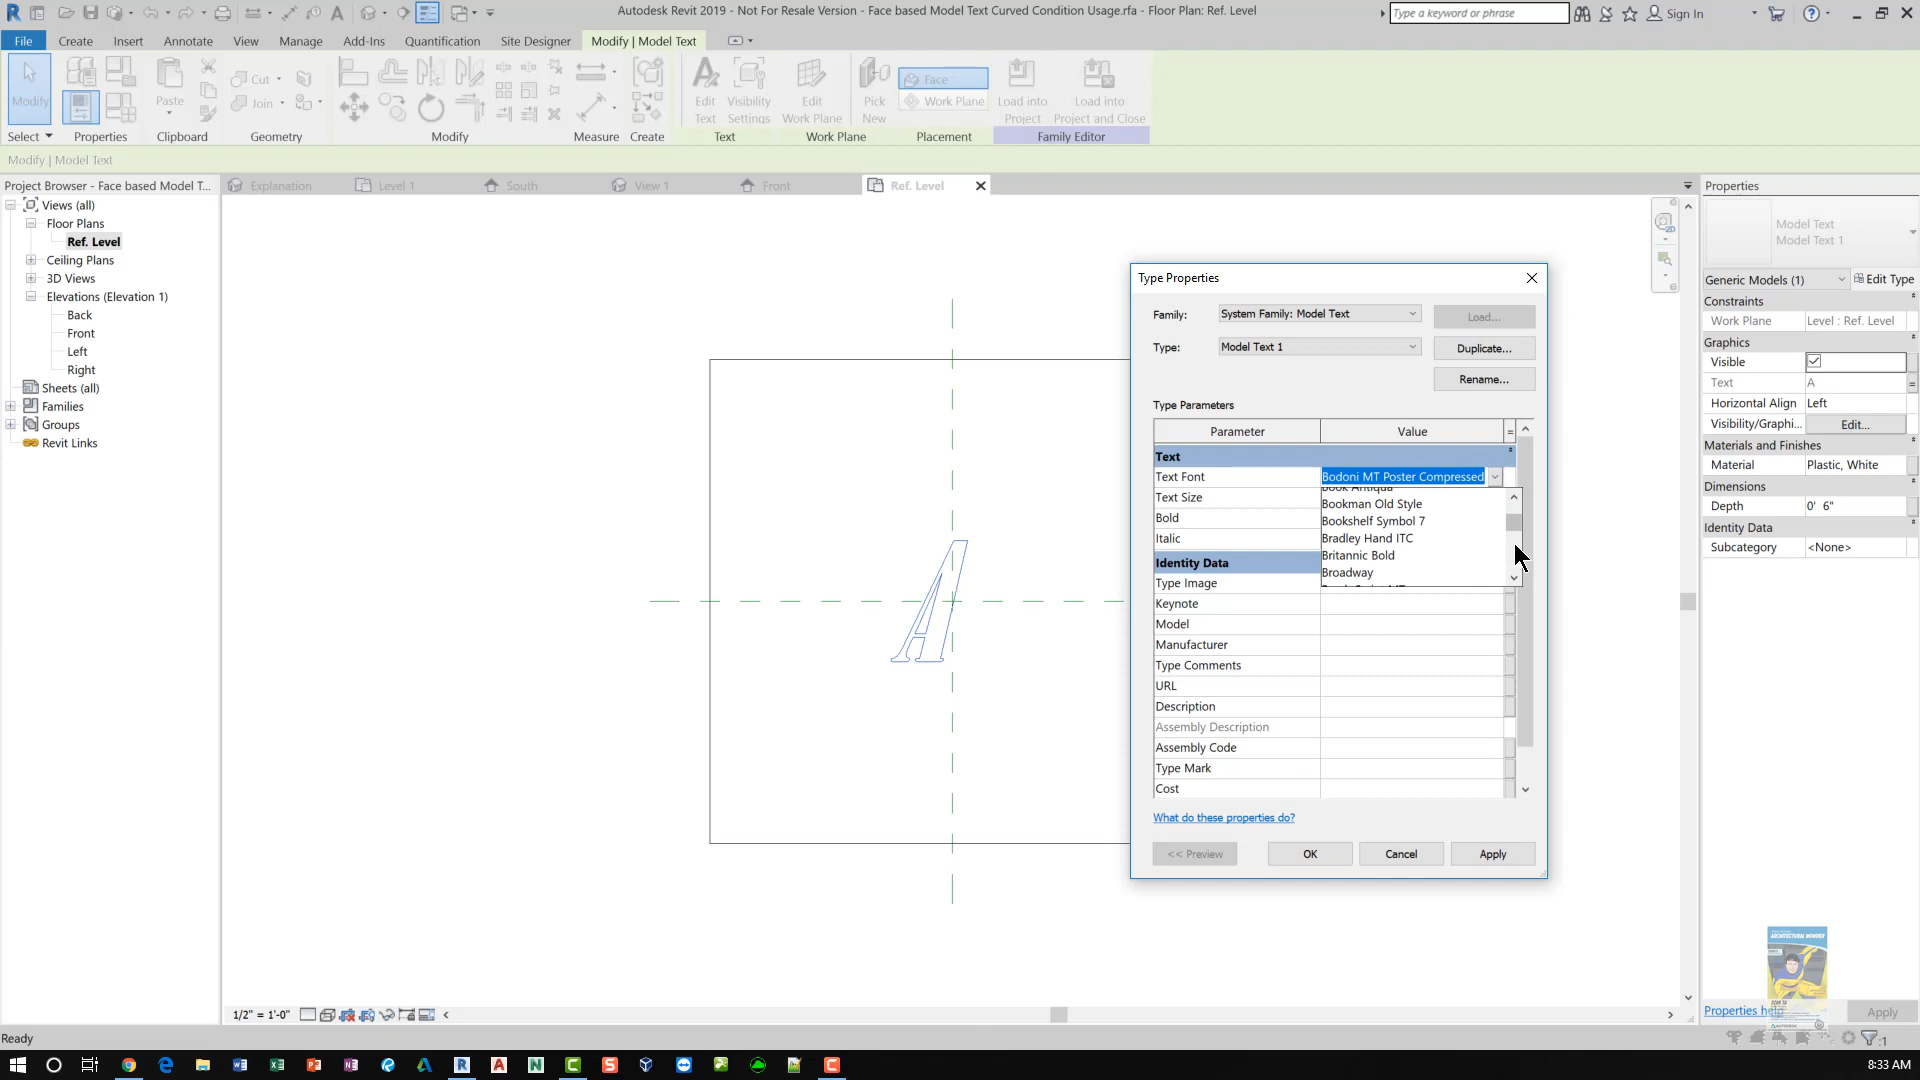 Autodesk Revit 2019 - Not For Resale Version - Face based Model Text Curved Condition Usage.rfa - Floor Plan: Ref. Level
Type a keyword or phrase
Sign In
File Create Insert Annotate View Manage Add-Ins Quantification Site Designer Modify | Model Text
Modify
Paste
Cut
Join
Edit Text
Visibility Settings
Edit Work Plane
Pick New
Face
Work Plane
Load into Project
Load into Project and Close
Select Properties Clipboard Geometry Modify Measure Create Text Work Plane Placement Family Editor
Modify | Model Text
Project Browser - Face based Model T...
Explanation Level 1 South View 1 Front Ref. Level
Views (all)
Floor Plans
Ref. Level
Ceiling Plans
3D Views
Elevations (Elevation 1)
Back
Front
Left
Right
Sheets (all)
Families
Groups
Revit Links
A
Type Properties
Family: System Family: Model Text Load...
Type: Model Text 1 Duplicate...
Rename...
Type Parameters
Parameter Value =
Text
Text Font Bodoni MT Poster Compressed
Text Size
Bold
Italic
Book Antiqua
Bookman Old Style
Bookshelf Symbol 7
Bradley Hand ITC
Britannic Bold
Broadway
Identity Data
Type Image
Keynote
Model
Manufacturer
Type Comments
URL
Description
Assembly Description
Assembly Code
Type Mark
Cost
What do these properties do?
<< Preview OK Cancel Apply
Properties
Model Text
Model Text 1
Generic Models (1) Edit Type
Constraints
Work Plane Level : Ref. Level
Graphics
Visible
Text A
Horizontal Align Left
Visibility/Graphi... Edit...
Materials and Finishes
Material Plastic, White
Dimensions
Depth 0' 6"
Identity Data
Subcategory <None>
ARCHITECTURAL WONDER
Properties help
Apply
1/2" = 1'-0"
Ready
:1
8:33 AM